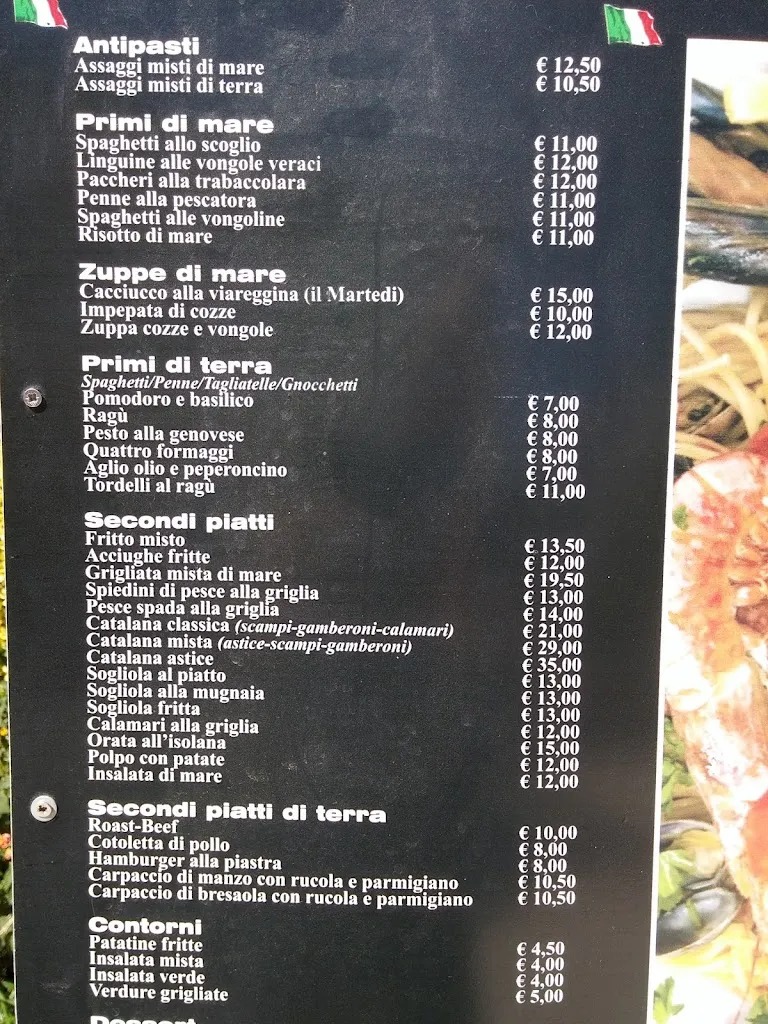 Antipasti
Assaggi misti di mare € 12,50
Assaggi misti di terra € 10,50
Primi di mare
Spaghetti allo scoglio € 11,00
Linguine alle vongole veraci € 12,00
Paccheri alla trabaccolara € 12,00
Penne alla pescatora € 11,00
Spaghetti alle vongoline € 11,00
Risotto di mare € 11,00
Zuppe di mare
Cacciucco alla viareggina (il Martedi) € 15,00
Impepata di cozze € 10,00
Zuppa cozze e vongole € 12,00
Primi di terra
Spaghetti/Penne/Tagliatelle/Gnocchetti
Pomodoro e basilico € 7,00
Ragù € 8,00
Pesto alla genovese € 8,00
Quattro formaggi € 8,00
Aglio olio e peperoncino € 7,00
Tordelli al ragù € 11,00
Secondi piatti
Fritto misto € 13,50
Acciughe fritte € 12,00
Grigliata mista di mare € 19,50
Spiedini di pesce alla griglia € 13,00
Pesce spada alla griglia € 14,00
Catalana classica (scampi-gamberoni-calamari) € 21,00
Catalana mista (astice-scampi-gamberoni) € 29,00
Catalana astice € 35,00
Sogliola al piatto € 13,00
Sogliola alla mugnaia € 13,00
Sogliola fritta € 13,00
Calamari alla griglia € 12,00
Orata all'isolana € 15,00
Polpo con patate € 12,00
Insalata di mare € 12,00
Secondi piatti di terra
Roast-Beef € 10,00
Cotoletta di pollo € 8,00
Hamburger alla piastra € 8,00
Carpaccio di manzo con rucola e parmigiano € 10,50
Carpaccio di bresaola con rucola e parmigiano € 10,50
Contorni
Patatine fritte € 4,50
Insalata mista € 4,00
Insalata verde € 4,00
Verdure grigliate € 5,00
Dessert